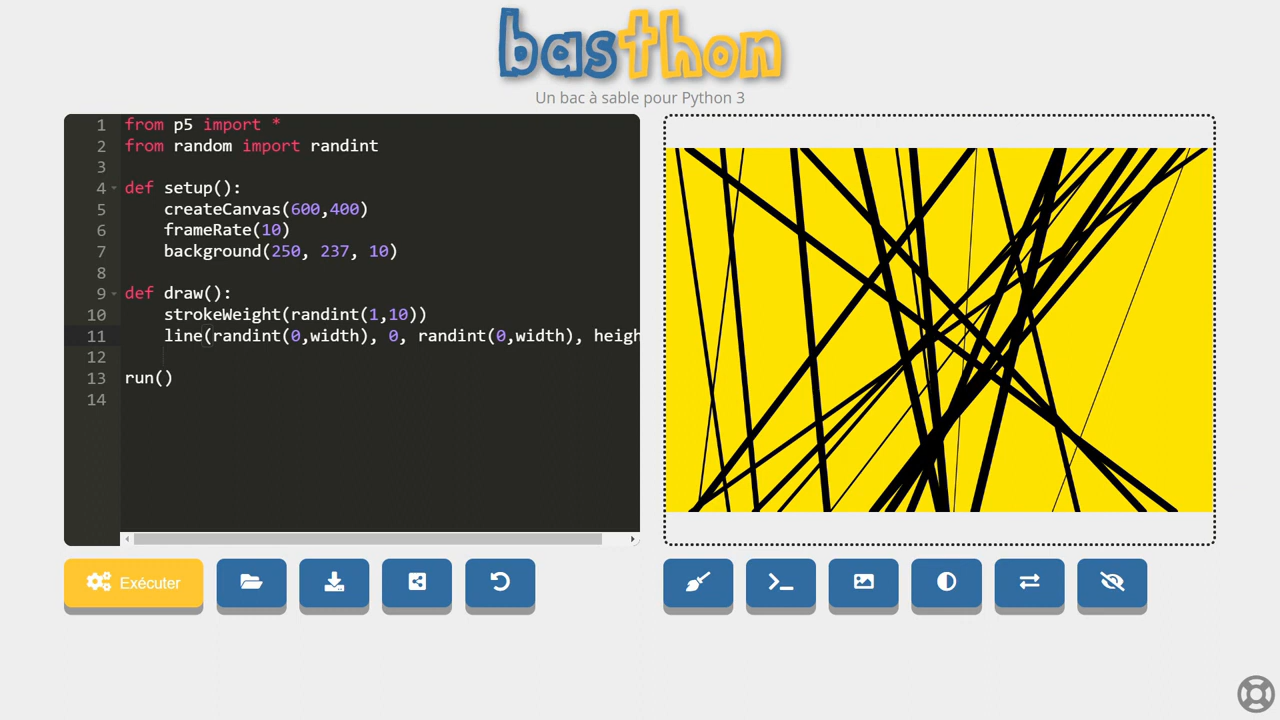 basthon
Un bac à sable pour Python 3
1 from p5 import *
2 from random import randint
3
4 def setup():
5     createCanvas(600,400)
6     frameRate(10)
7     background(250, 237, 10)
8
9 def draw():
10     strokeWeight(randint(1,10))
11     line(randint(0,width), 0, randint(0,width), heigh
12
13 run()
14
Exécuter